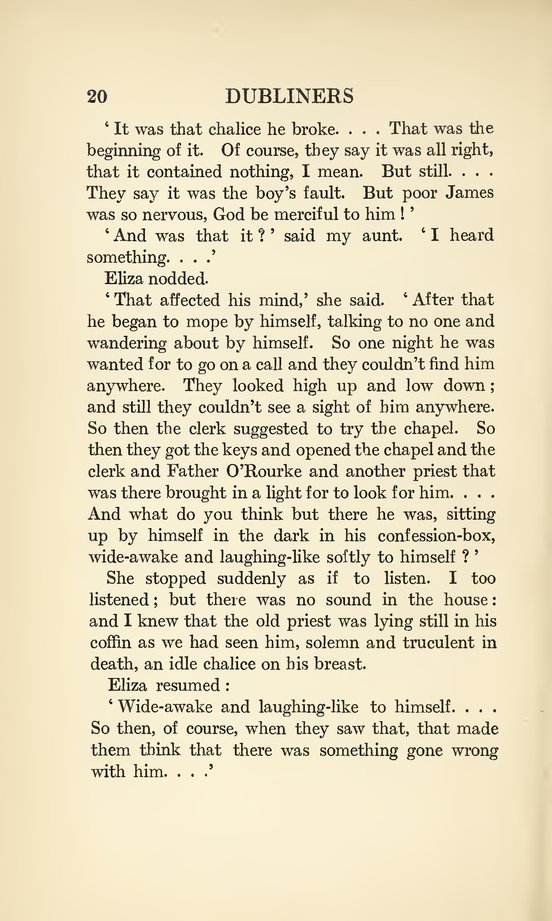 20 DUBLINERS
‘ It was that chalice he broke. . . . That was the
beginning of it. Of course, they say it was all right,
that it contained nothing, I mean. But still. . . .
They say it was the boy’s fault. But poor James
was so nervous, God be merciful to him ! ’
‘ And was that it ? ’ said my aunt. ‘ I heard
something. . . .’
Eliza nodded.
‘ That affected his mind,’ she said. ‘ After that
he began to mope by himself, talking to no one and
wandering about by himself. So one night he was
wanted for to go on a call and they couldn’t find him
anywhere. They looked high up and low down ;
and still they couldn’t see a sight of him anywhere.
So then the clerk suggested to try the chapel. So
then they got the keys and opened the chapel and the
clerk and Father O’Rourke and another priest that
was there brought in a light for to look for him. . . .
And what do you think but there he was, sitting
up by himself in the dark in his confession-box,
wide-awake and laughing-like softly to himself ? ’
She stopped suddenly as if to listen. I too
listened ; but there was no sound in the house :
and I knew that the old priest was lying still in his
coffin as we had seen him, solemn and truculent in
death, an idle chalice on his breast.
Eliza resumed :
‘ Wide-awake and laughing-like to himself. . . .
So then, of course, when they saw that, that made
them think that there was something gone wrong
with him. . . .’